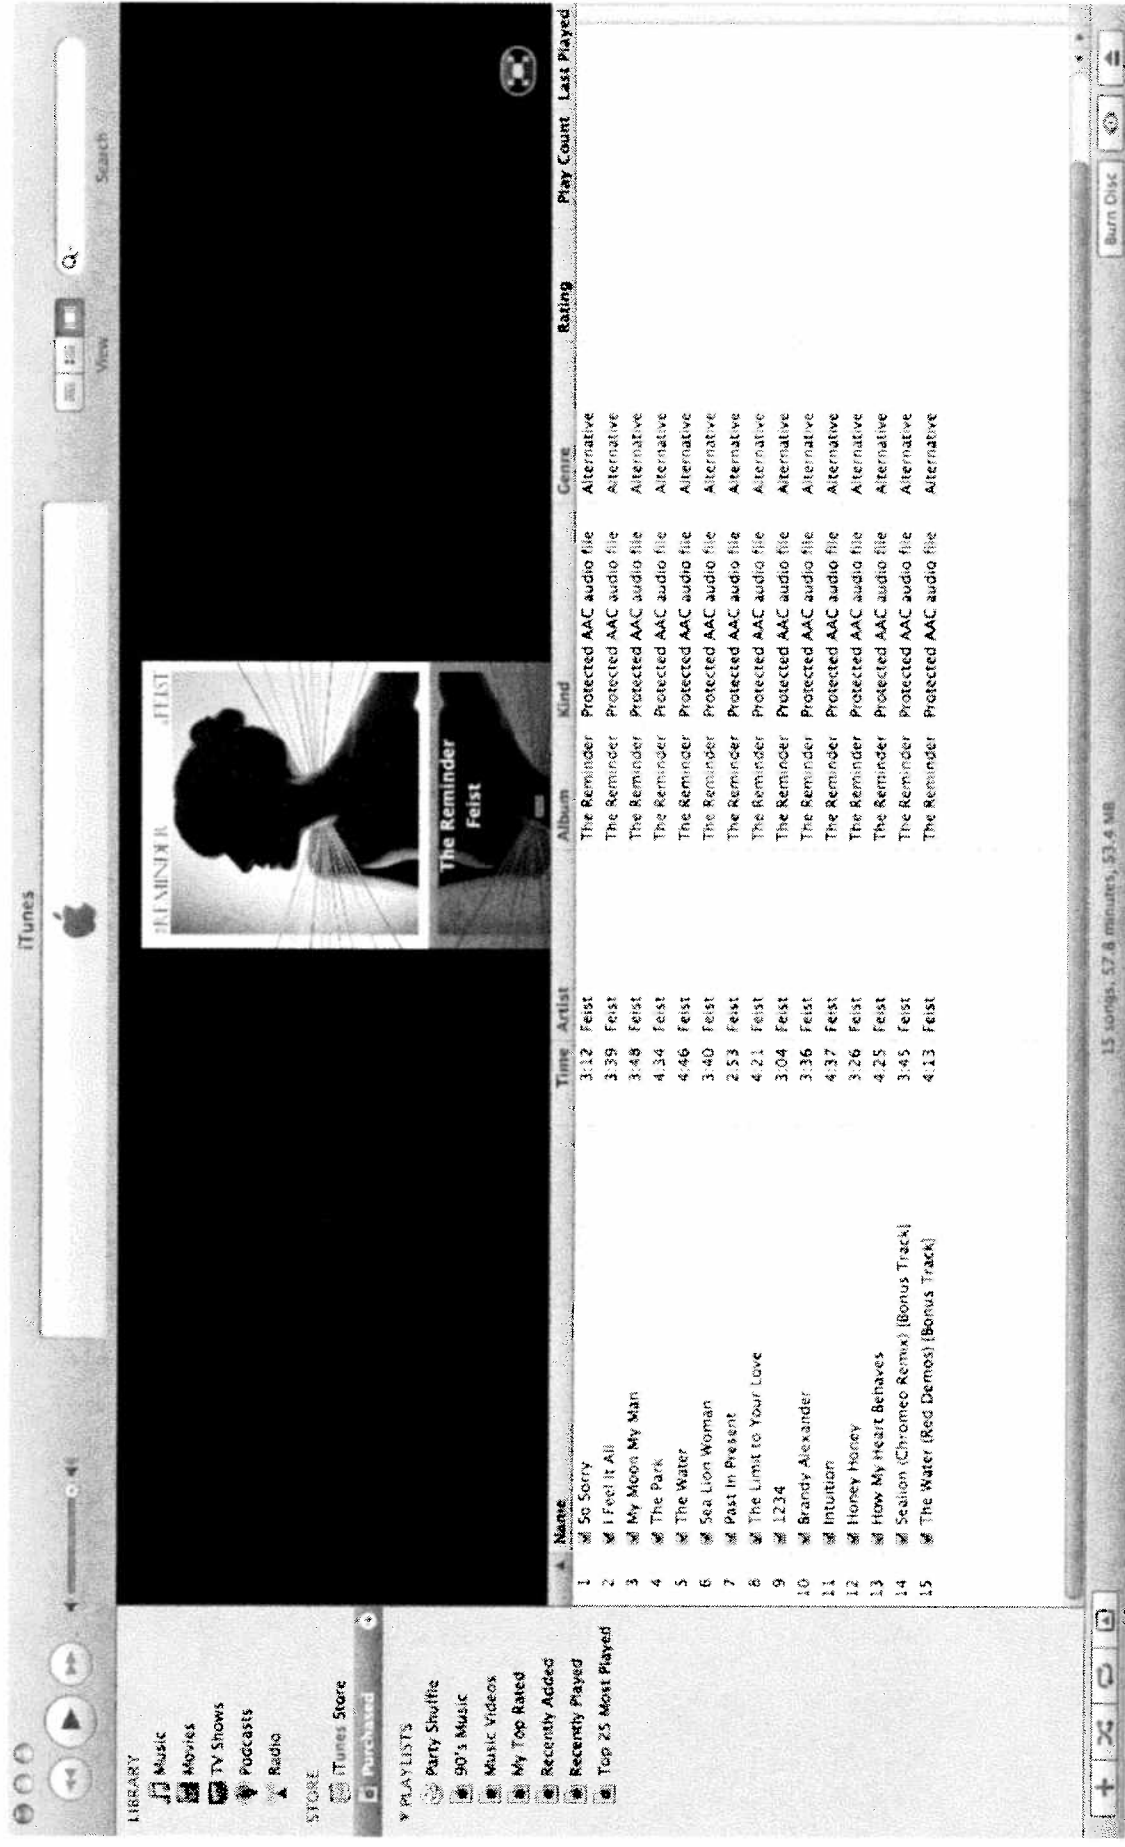 iTunes
View
Search
LIBRARY
Music
Movies
TV Shows
Podcasts
Radio
STORE
iTunes Store
Purchased
PLAYLISTS
Party Shuffle
90's Music
Music Videos
My Top Rated
Recently Added
Recently Played
Top 25 Most Played
REMINDER FEIST
The Reminder
Feist
Name Time Artist Album Kind Genre Rating Play Count Last Played
1 So Sorry 3:12 Feist The Reminder Protected AAC audio file Alternative
2 I Feel It All 3:39 Feist The Reminder Protected AAC audio file Alternative
3 My Moon My Man 3:48 Feist The Reminder Protected AAC audio file Alternative
4 The Park 4:34 Feist The Reminder Protected AAC audio file Alternative
5 The Water 4:46 Feist The Reminder Protected AAC audio file Alternative
6 Sea Lion Woman 3:40 Feist The Reminder Protected AAC audio file Alternative
7 Past In Present 2:53 Feist The Reminder Protected AAC audio file Alternative
8 The Limit to Your Love 4:21 Feist The Reminder Protected AAC audio file Alternative
9 1234 3:04 Feist The Reminder Protected AAC audio file Alternative
10 Brandy Alexander 3:36 Feist The Reminder Protected AAC audio file Alternative
11 Intuition 4:37 Feist The Reminder Protected AAC audio file Alternative
12 Honey Honey 3:26 Feist The Reminder Protected AAC audio file Alternative
13 How My Heart Behaves 4:25 Feist The Reminder Protected AAC audio file Alternative
14 Sealion (Chromeo Remix) [Bonus Track] 3:45 Feist The Reminder Protected AAC audio file Alternative
15 The Water (Red Demos) [Bonus Track] 4:13 Feist The Reminder Protected AAC audio file Alternative
15 songs, 57.8 minutes, 53.4 MB
Burn Disc